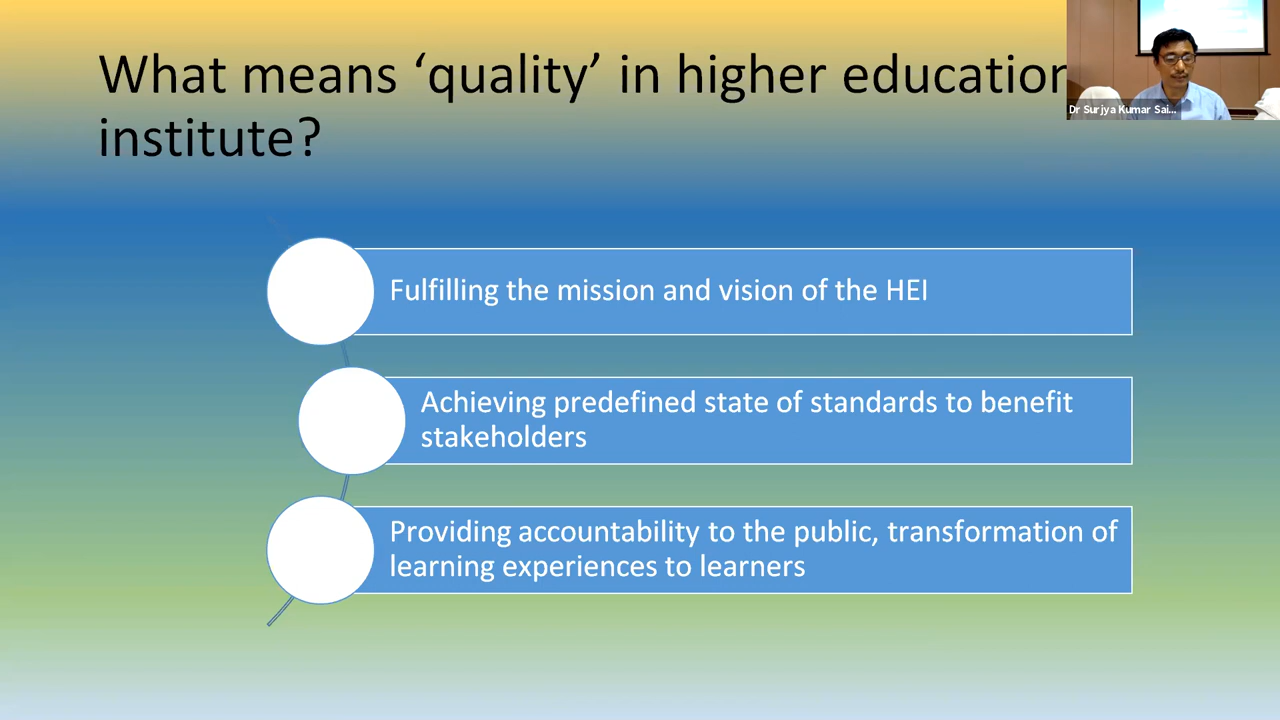 What means ‘quality’ in higher education
institute?
Dr Surjya Kumar Sai...
Fulfilling the mission and vision of the HEI
Achieving predefined state of standards to benefit
stakeholders
Providing accountability to the public, transformation of
learning experiences to learners